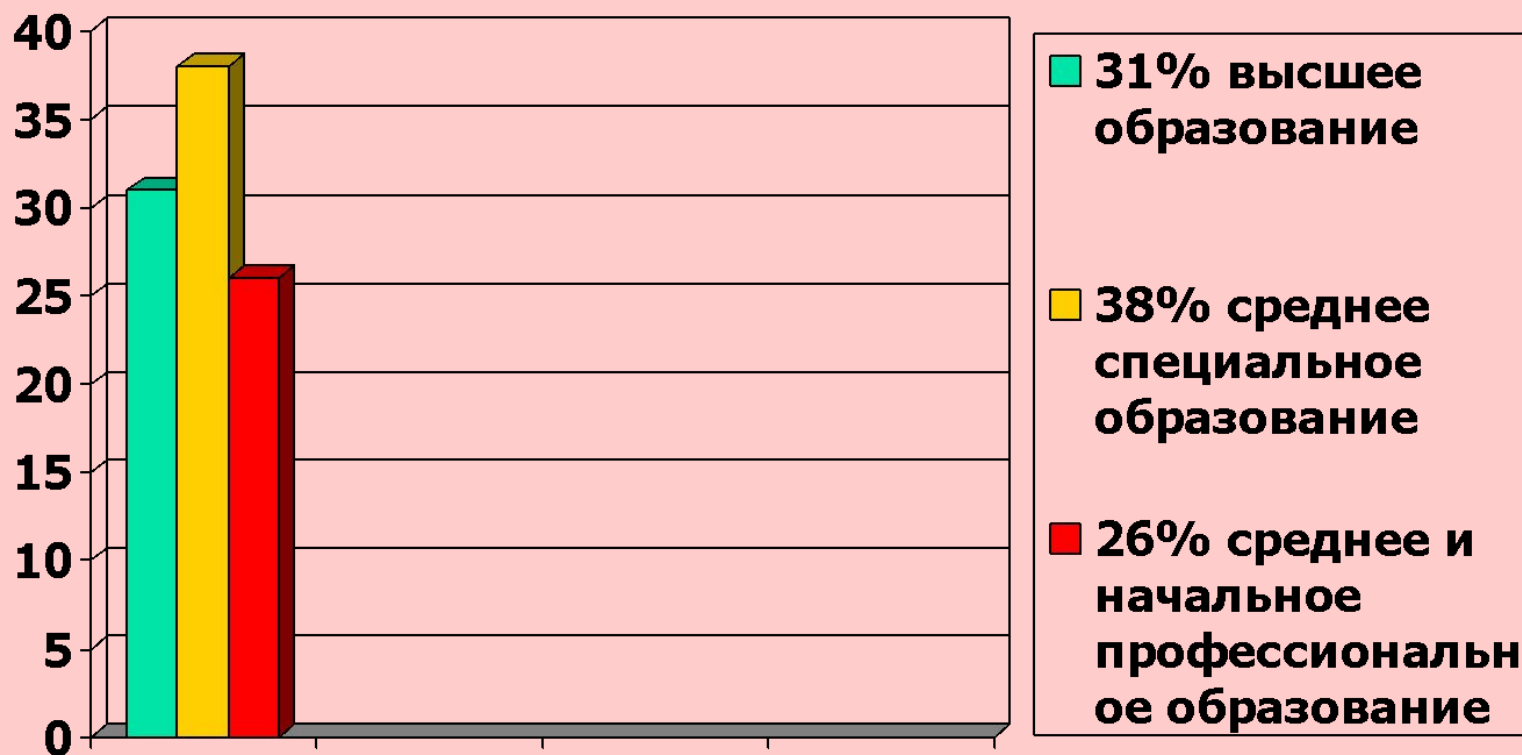 40
35
30
25
20
15
10
5
0
31% высшее
образование
38% среднее
специальное
образование
26% среднее и
начальное
профессиональн
ое образование